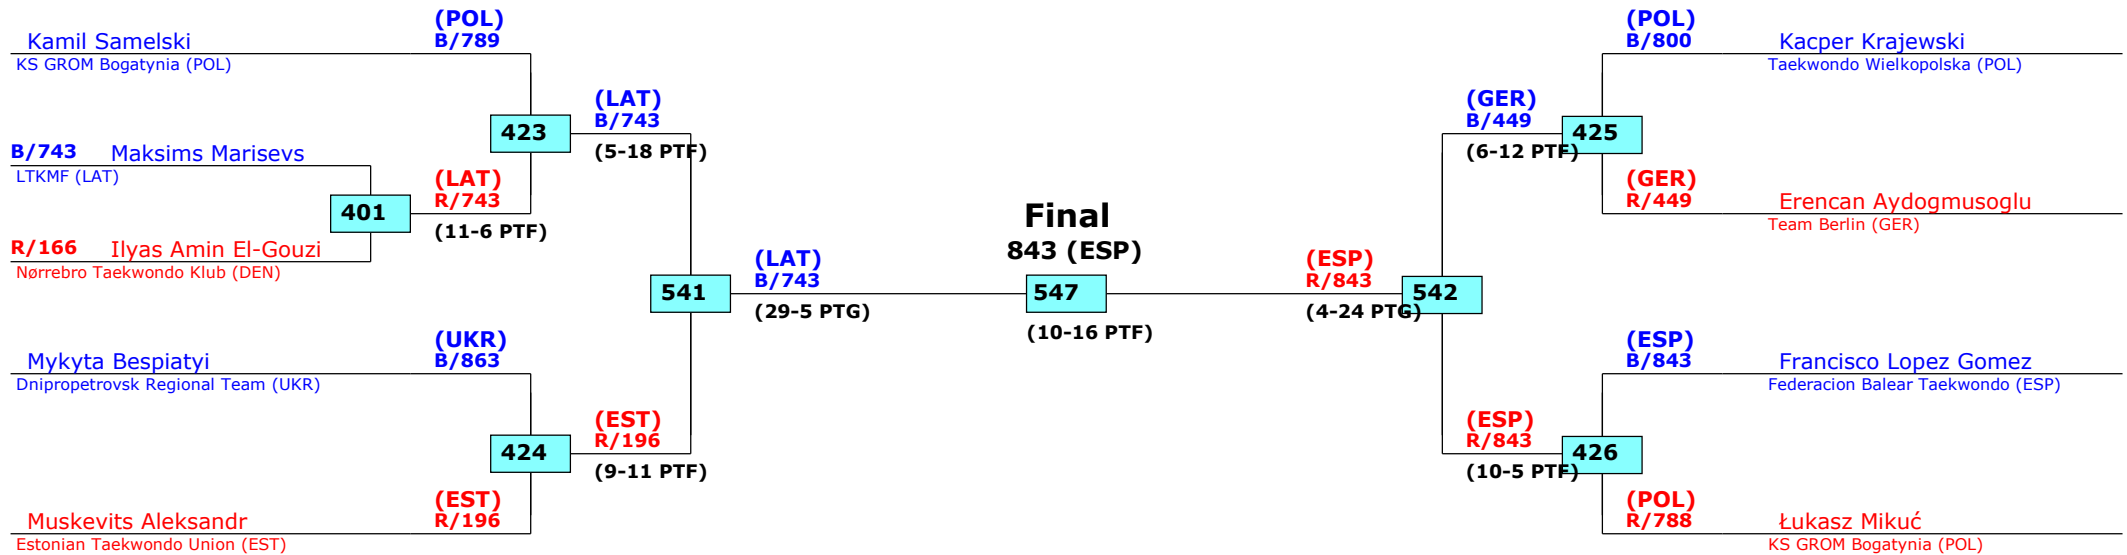 (POL)
B/789
Kamil Samelski
KS GROM Bogatynia (POL)
423
(LAT)
B/743
(5-18 PTF)
B/743 Maksims Marisevs
LTKMF (LAT)
401
(LAT)
R/743
(11-6 PTF)
R/166 Ilyas Amin El-Gouzi
Nørrebro Taekwondo Klub (DEN)
541
(LAT)
B/743
(29-5 PTG)
(UKR)
B/863
Mykyta Bespiatyi
Dnipropetrovsk Regional Team (UKR)
424
(EST)
R/196
(9-11 PTF)
(EST)
R/196
Muskevits Aleksandr
Estonian Taekwondo Union (EST)
Final
843 (ESP)
547
(10-16 PTF)
(ESP)
R/843
(4-24 PTG)
542
(GER)
B/449
(6-12 PTF)
425
(POL)
B/800
Kacper Krajewski
Taekwondo Wielkopolska (POL)
(GER)
R/449
Erencan Aydogmusoglu
Team Berlin (GER)
(ESP)
R/843
(10-5 PTF)
426
(ESP)
B/843
Francisco Lopez Gomez
Federacion Balear Taekwondo (ESP)
(POL)
R/788
Łukasz Mikuć
KS GROM Bogatynia (POL)